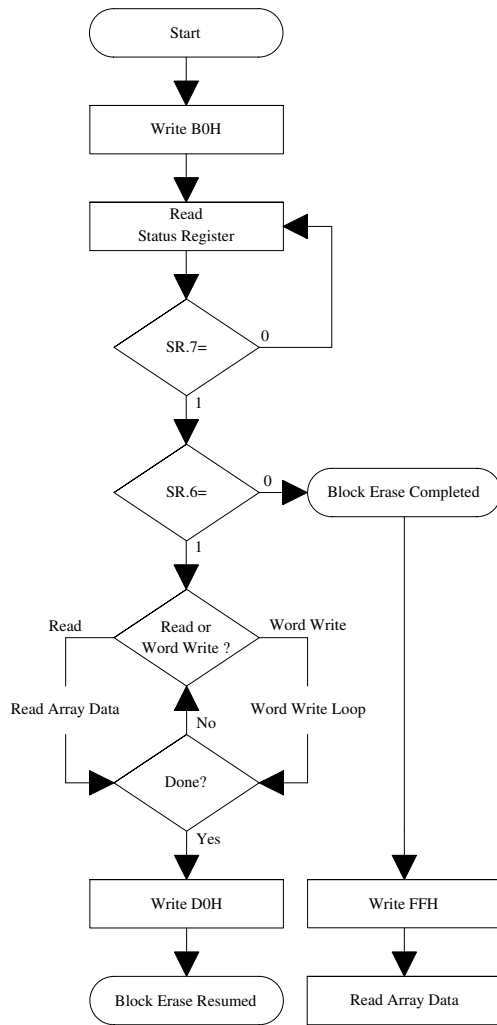 Start
Write B0H
Read
Status Register
SR.7=
0
1
SR.6=
0
Block Erase Completed
1
Read
Read or
Word Write ?
Word Write
Read Array Data
Word Write Loop
No
Done?
Yes
Write D0H
Write FFH
Block Erase Resumed
Read Array Data